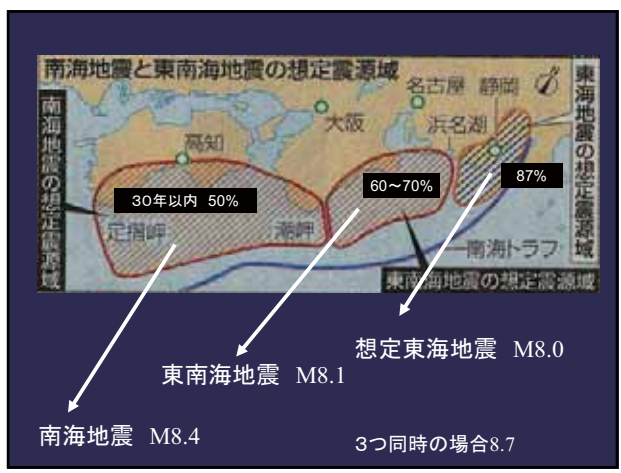 南海地震と東南海地震の想定震源域
南海地震の想定震源域
東海地震の想定震源域
名古屋
静岡
大阪
浜名湖
高知
30年以内 50%
60~70%
87%
足摺岬
潮岬
南海トラフ
東南海地震の想定震源域
想定東海地震 M8.0
東南海地震 M8.1
南海地震 M8.4
3つ同時の場合8.7